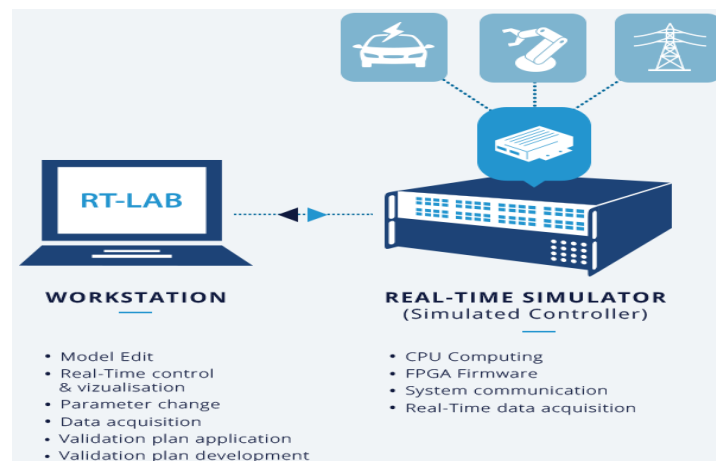 RT-LAB
WORKSTATION
• Model Edit
• Real-Time control
& vizualisation
• Parameter change
• Data acquisition
• Validation plan application
• Validation plan development
REAL-TIME SIMULATOR
(Simulated Controller)
• CPU Computing
• FPGA Firmware
• System communication
• Real-Time data acquisition